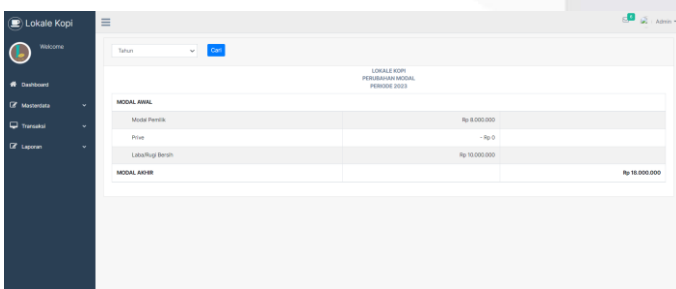 Lokale Kopi
Admin
Welcome
Tahun
Cari
LOKALE KOPI
PERUBAHAN MODAL
PERIODE 2023
Dashboard
Masterdata
Transaksi
Laporan
MODAL AWAL
Modal Pemilik Rp 8.000.000
Prive - Rp 0
Laba/Rugi Bersih Rp 10.000.000
MODAL AKHIR Rp 18.000.000